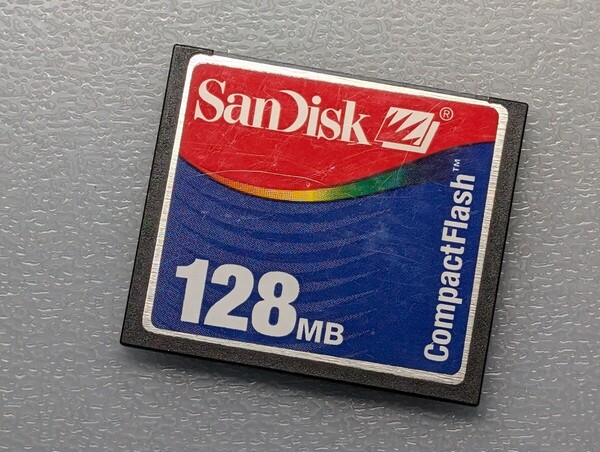 SanDisk ®
CompactFlash™
128MB